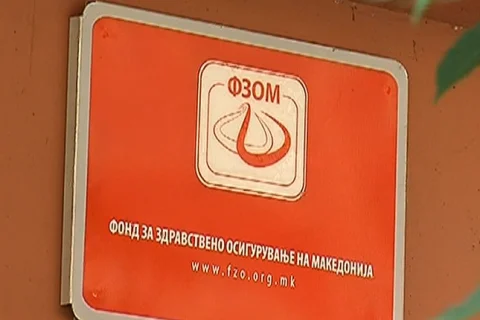 ФЗОМ
ФОНД ЗА ЗДРАВСТВЕНО ОСИГУРУВАЊЕ НА МАКЕДОНИЈА
www.fzo.org.mk